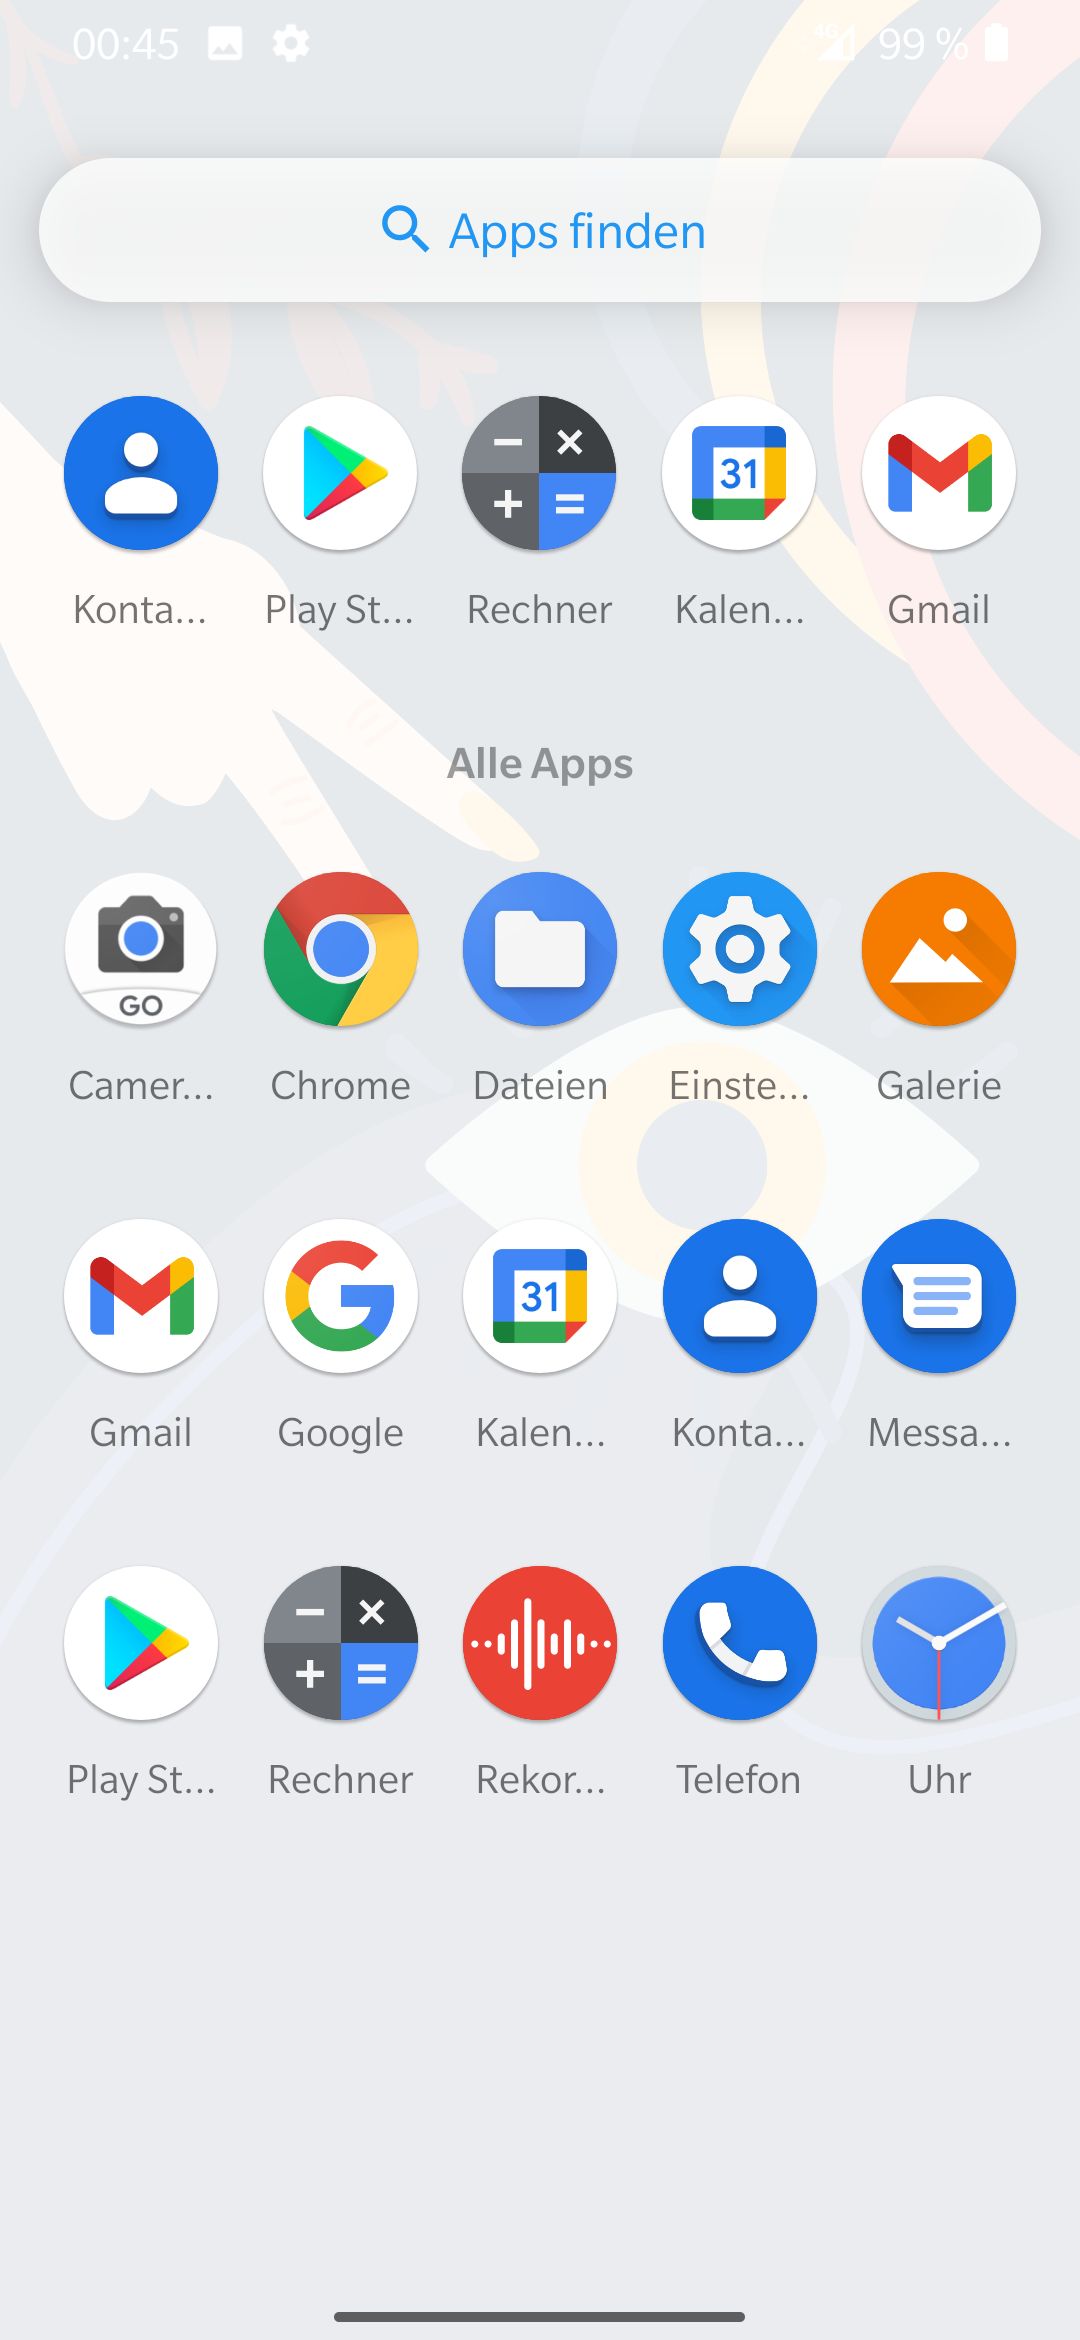 00:45 4G 99 %
Apps finden
31
Konta... Play St... Rechner Kalen... Gmail
Alle Apps
GO
Camer... Chrome Dateien Einste... Galerie
31
Gmail Google Kalen... Konta... Messa...
Play St... Rechner Rekor... Telefon Uhr